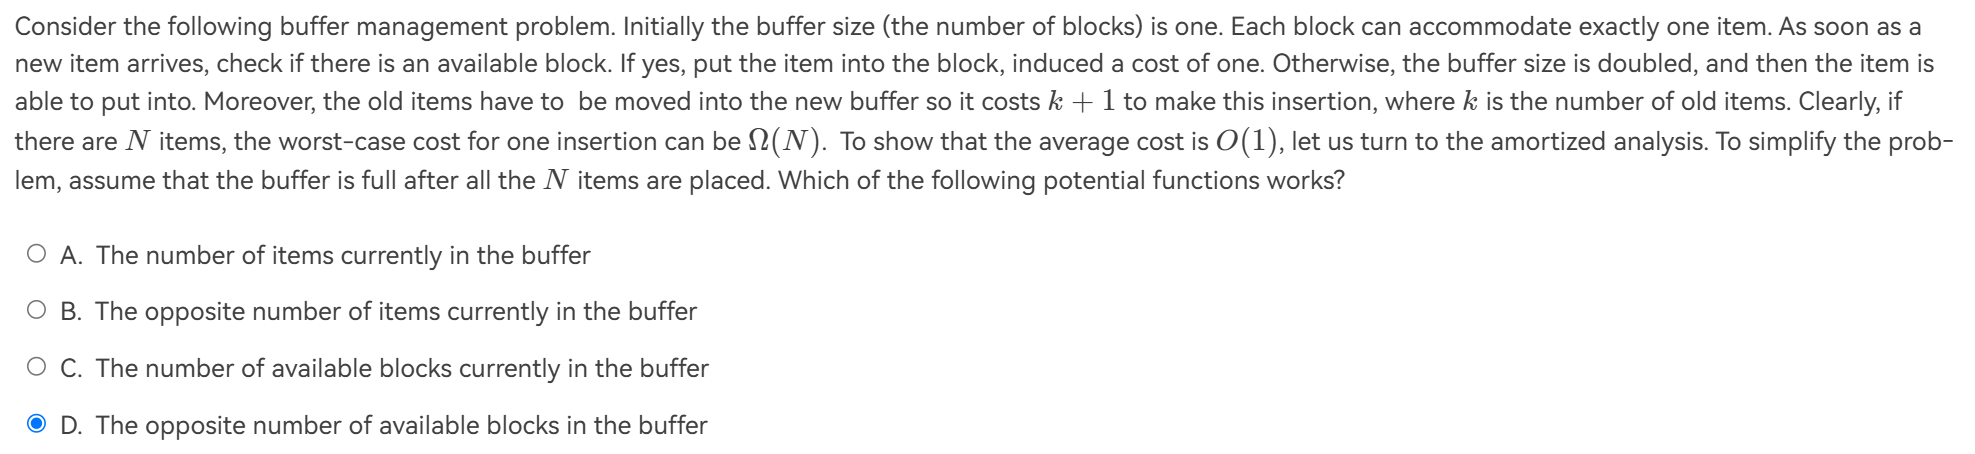 Consider the following buffer management problem. Initially the buffer size (the number of blocks) is one. Each block can accommodate exactly one item. As soon as a
new item arrives, check if there is an available block. If yes, put the item into the block, induced a cost of one. Otherwise, the buffer size is doubled, and then the item is
able to put into. Moreover, the old items have to be moved into the new buffer so it costs k + 1 to make this insertion, where k is the number of old items. Clearly, if
there are N items, the worst-case cost for one insertion can be Ω(N). To show that the average cost is O(1), let us turn to the amortized analysis. To simplify the prob-
lem, assume that the buffer is full after all the N items are placed. Which of the following potential functions works?
A. The number of items currently in the buffer
B. The opposite number of items currently in the buffer
C. The number of available blocks currently in the buffer
D. The opposite number of available blocks in the buffer